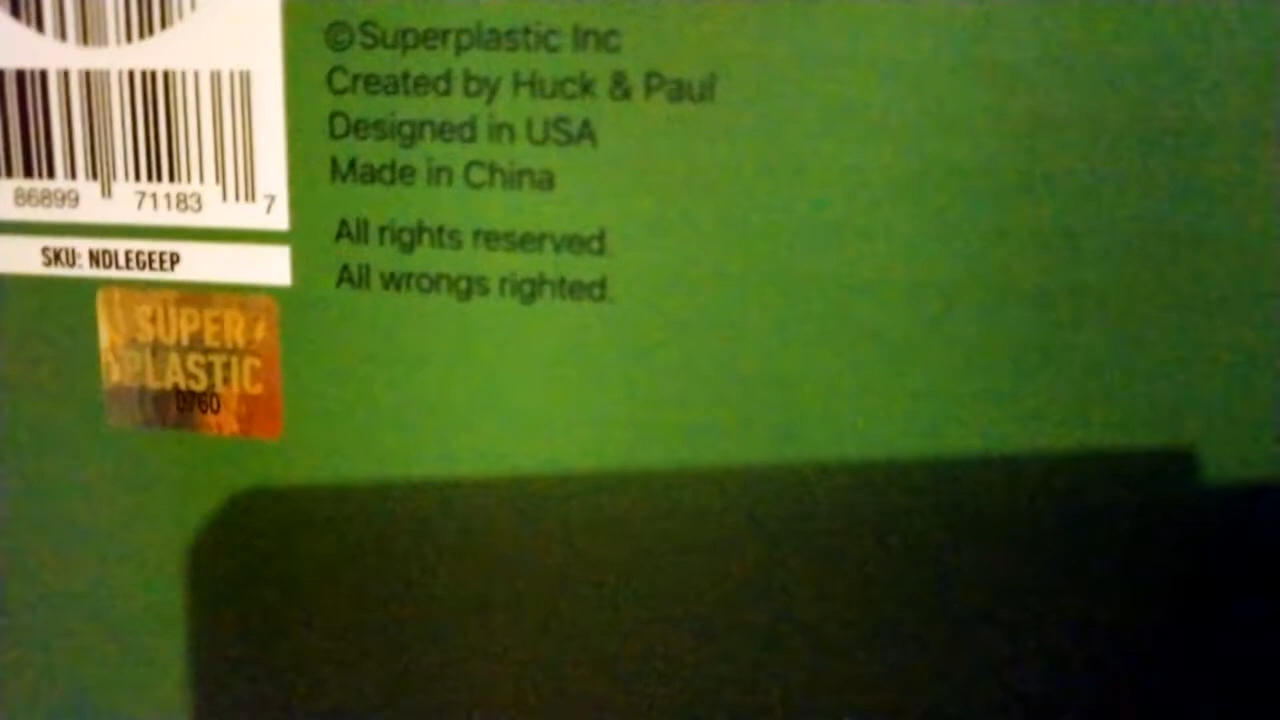 ©Superplastic Inc
Created by Huck & Paul
Designed in USA
Made in China
All rights reserved.
All wrongs righted.
86899 71183 7
SKU: NDLEGEEP
SUPER
PLASTIC
0760